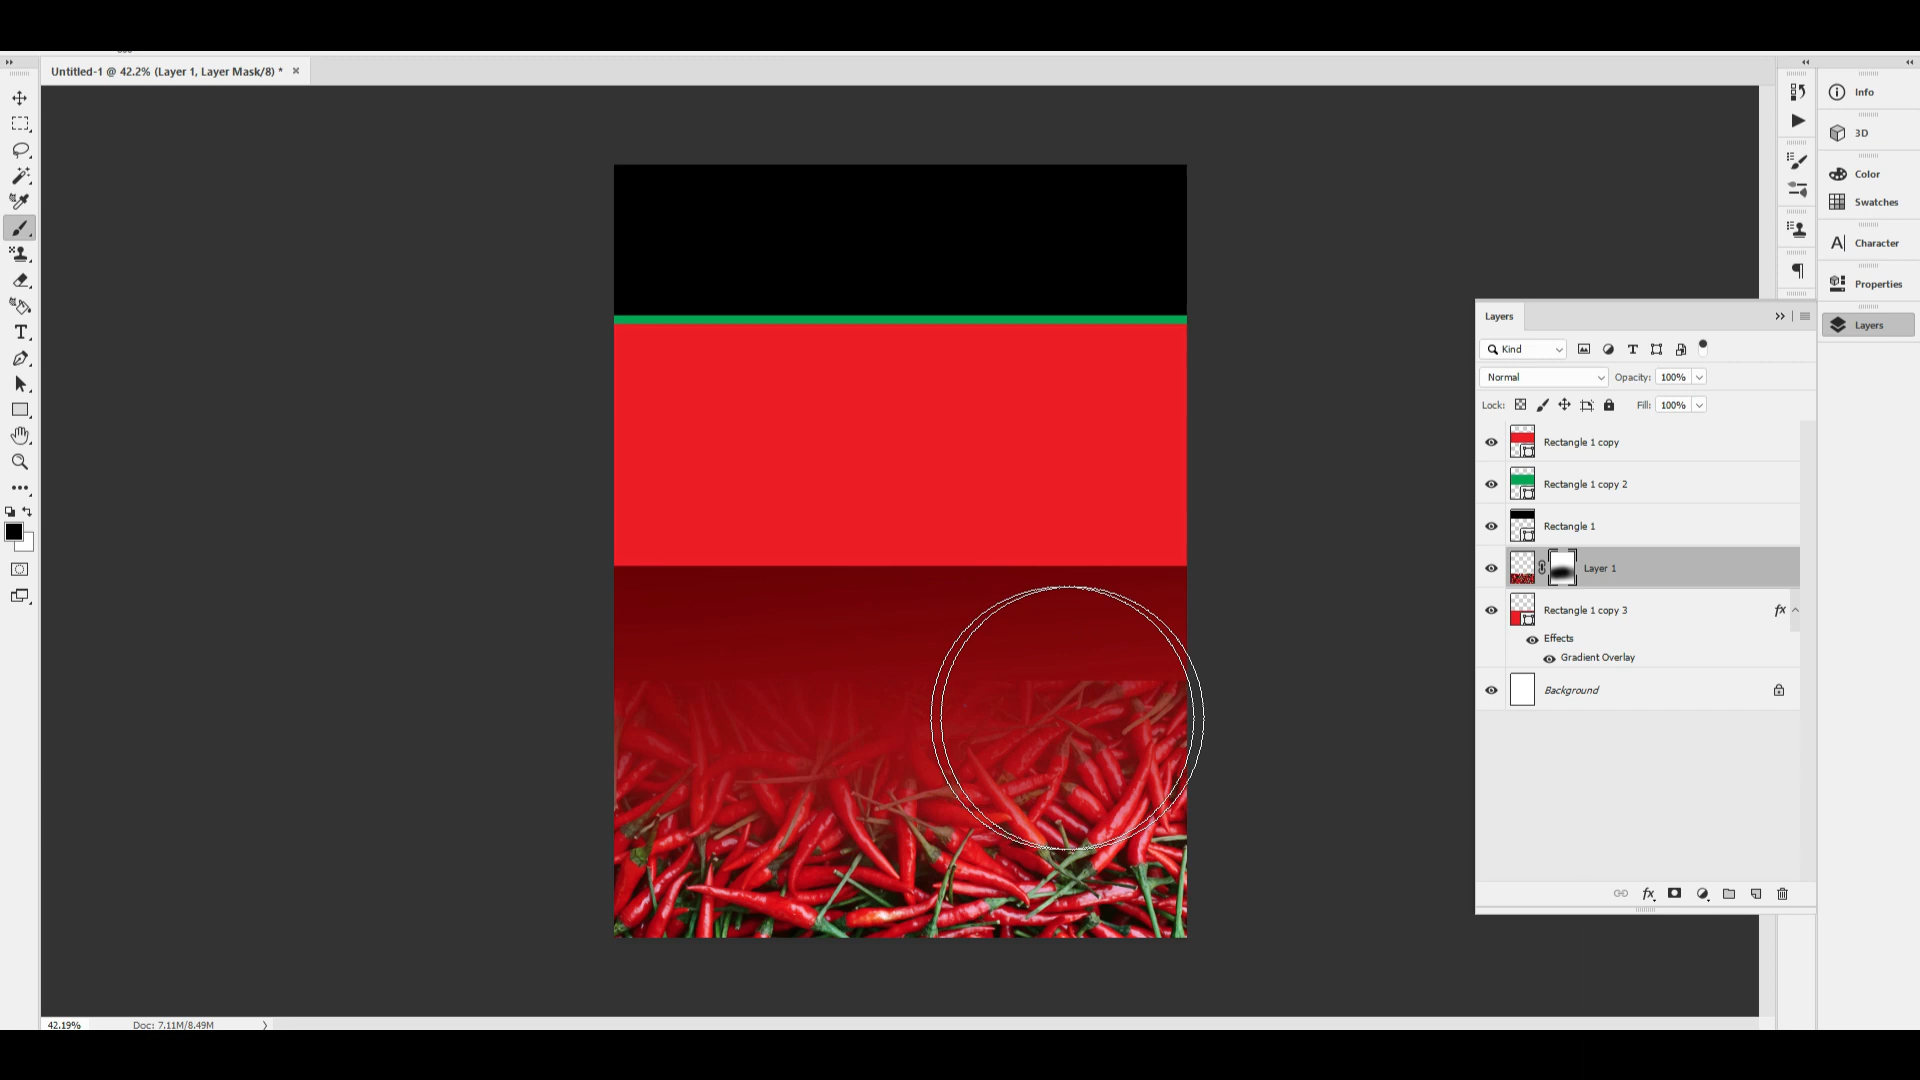 Untitled-1 @ 42.2% (Layer 1, Layer Mask/8) *
Info
3D
Color
Swatches
Character
Properties
Layers
Layers
Kind
Normal
Opacity: 100%
Lock:
Fill: 100%
Rectangle 1 copy
Rectangle 1 copy 2
Rectangle 1
Layer 1
Rectangle 1 copy 3
fx
Effects
Gradient Overlay
Background
fx
42.19%
Doc: 7.11M/8.49M